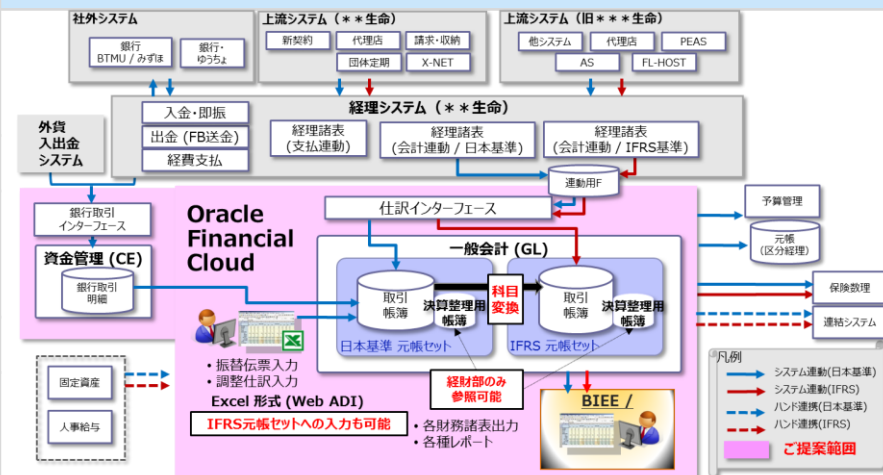 社外システム
銀行
BTMU / みずほ
銀行・
ゆうちょ
上流システム (**生命)
新契約
代理店
請求・収納
団体定期
X-NET
上流システム (旧***生命)
他システム
代理店
PEAS
AS
FL-HOST
経理システム (**生命)
入金・即振
出金 (FB送金)
経費支払
経理諸表
(支払連動)
経理諸表
(会計連動 / 日本基準)
経理諸表
(会計連動 / IFRS基準)
外貨
入出金
システム
連動用F
銀行取引
インターフェース
資金管理 (CE)
銀行取引
明細
Oracle
Financial
Cloud
仕訳インターフェース
一般会計 (GL)
取引
帳簿
決算整理用
帳簿
日本基準 元帳セット
科目
変換
取引
帳簿
決算整理用
帳簿
IFRS 元帳セット
予算管理
元帳
(区分経理)
保険数理
連結システム
固定資産
人事給与
・振替伝票入力
・調整仕訳入力
Excel 形式 (Web ADI)
IFRS元帳セットへの入力も可能
経財部のみ
参照可能
・各財務諸表出力
・各種レポート
BIEE /
凡例
システム連動(日本基準)
システム連動(IFRS)
ハンド連携(日本基準)
ハンド連携(IFRS)
ご提案範囲